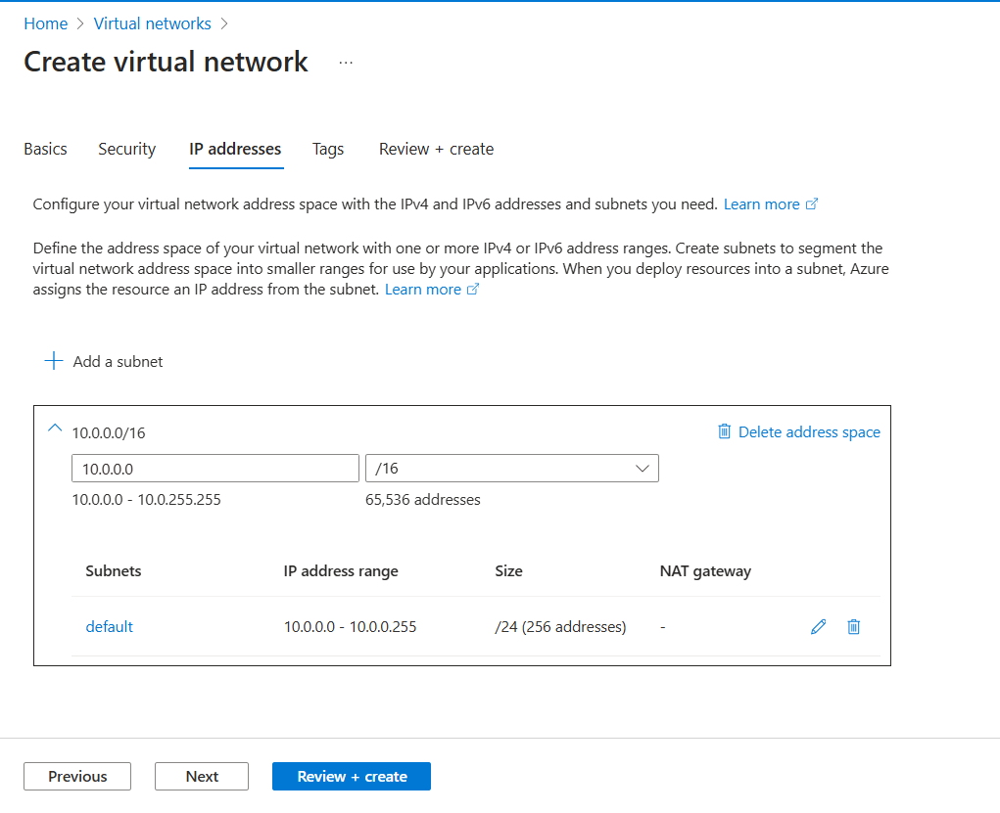 Home > Virtual networks >
Create virtual network ...
Basics Security IP addresses Tags Review + create
Configure your virtual network address space with the IPv4 and IPv6 addresses and subnets you need. Learn more
Define the address space of your virtual network with one or more IPv4 or IPv6 address ranges. Create subnets to segment the
virtual network address space into smaller ranges for use by your applications. When you deploy resources into a subnet, Azure
assigns the resource an IP address from the subnet. Learn more
+ Add a subnet
10.0.0.0/16 Delete address space
10.0.0.0 /16
10.0.0.0 - 10.0.255.255 65,536 addresses
Subnets IP address range Size NAT gateway
default 10.0.0.0 - 10.0.0.255 /24 (256 addresses) -
Previous Next Review + create